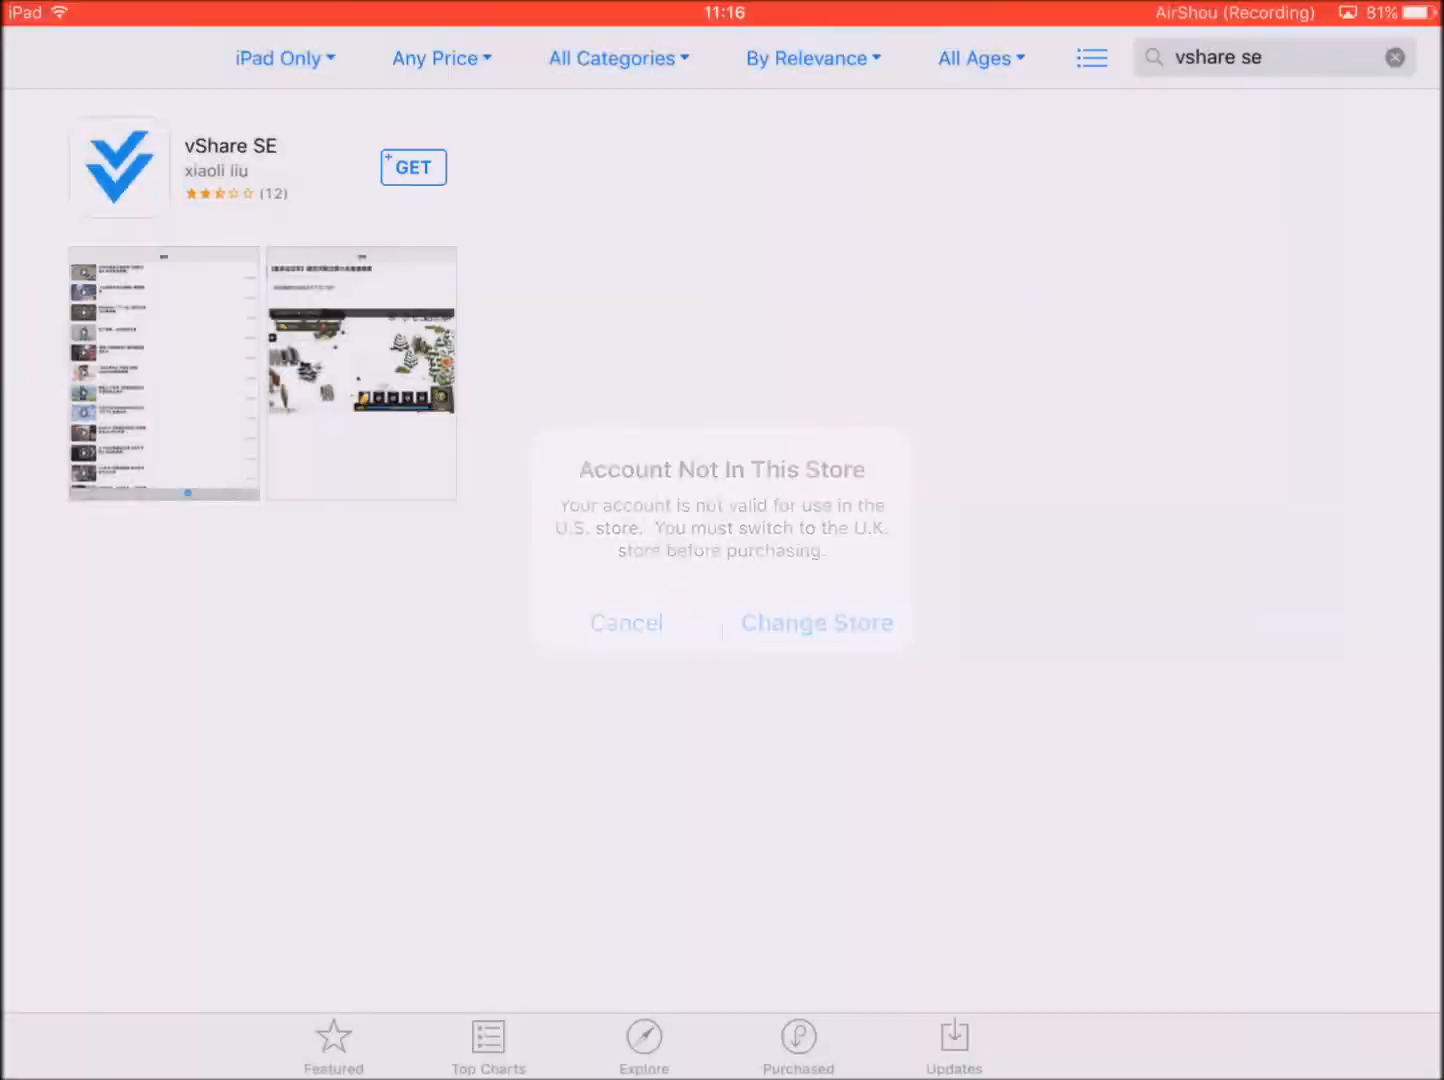 iPad
11:16
AirShou (Recording)
81%
iPad Only
Any Price
All Categories
By Relevance
All Ages
vshare se
vShare SE
xiaoli liu
(12)
+ GET
Account Not In This Store
Your account is not valid for use in the
U.S. store. You must switch to the U.K.
store before purchasing.
Cancel
Change Store
Featured
Top Charts
Explore
Purchased
Updates